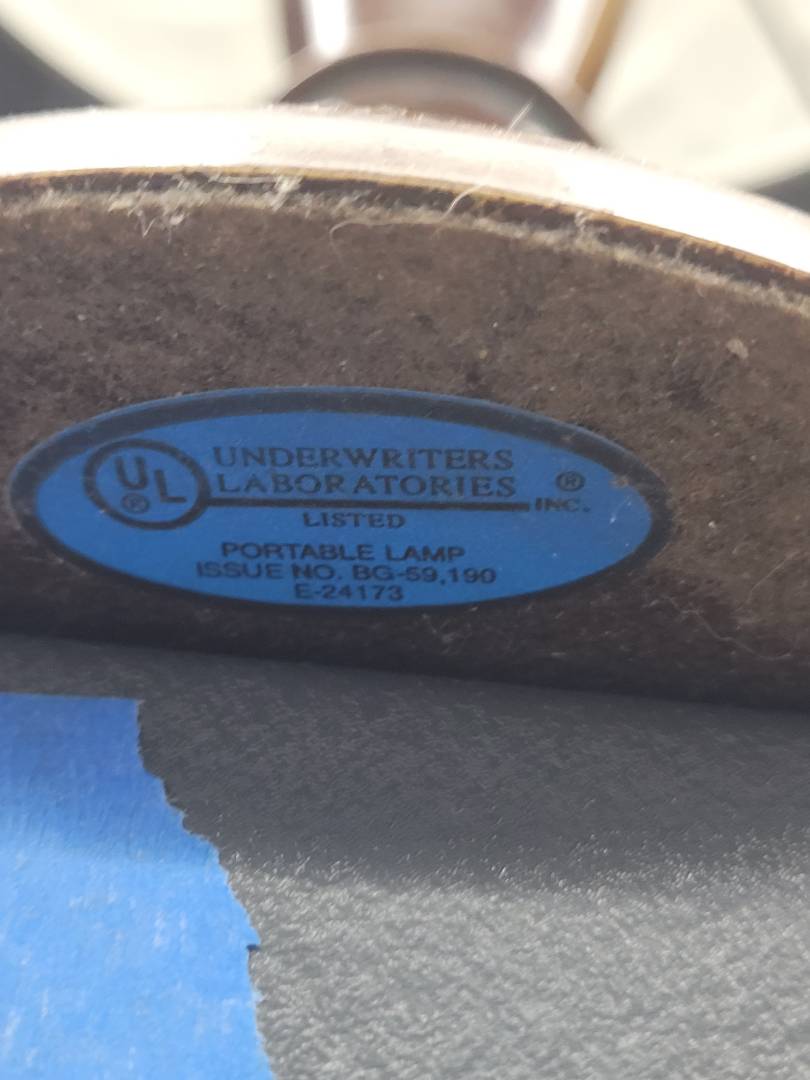 UL®
UNDERWRITERS
LABORATORIES ®
INC.
LISTED
PORTABLE LAMP
ISSUE NO. BG-59,190
E-24173